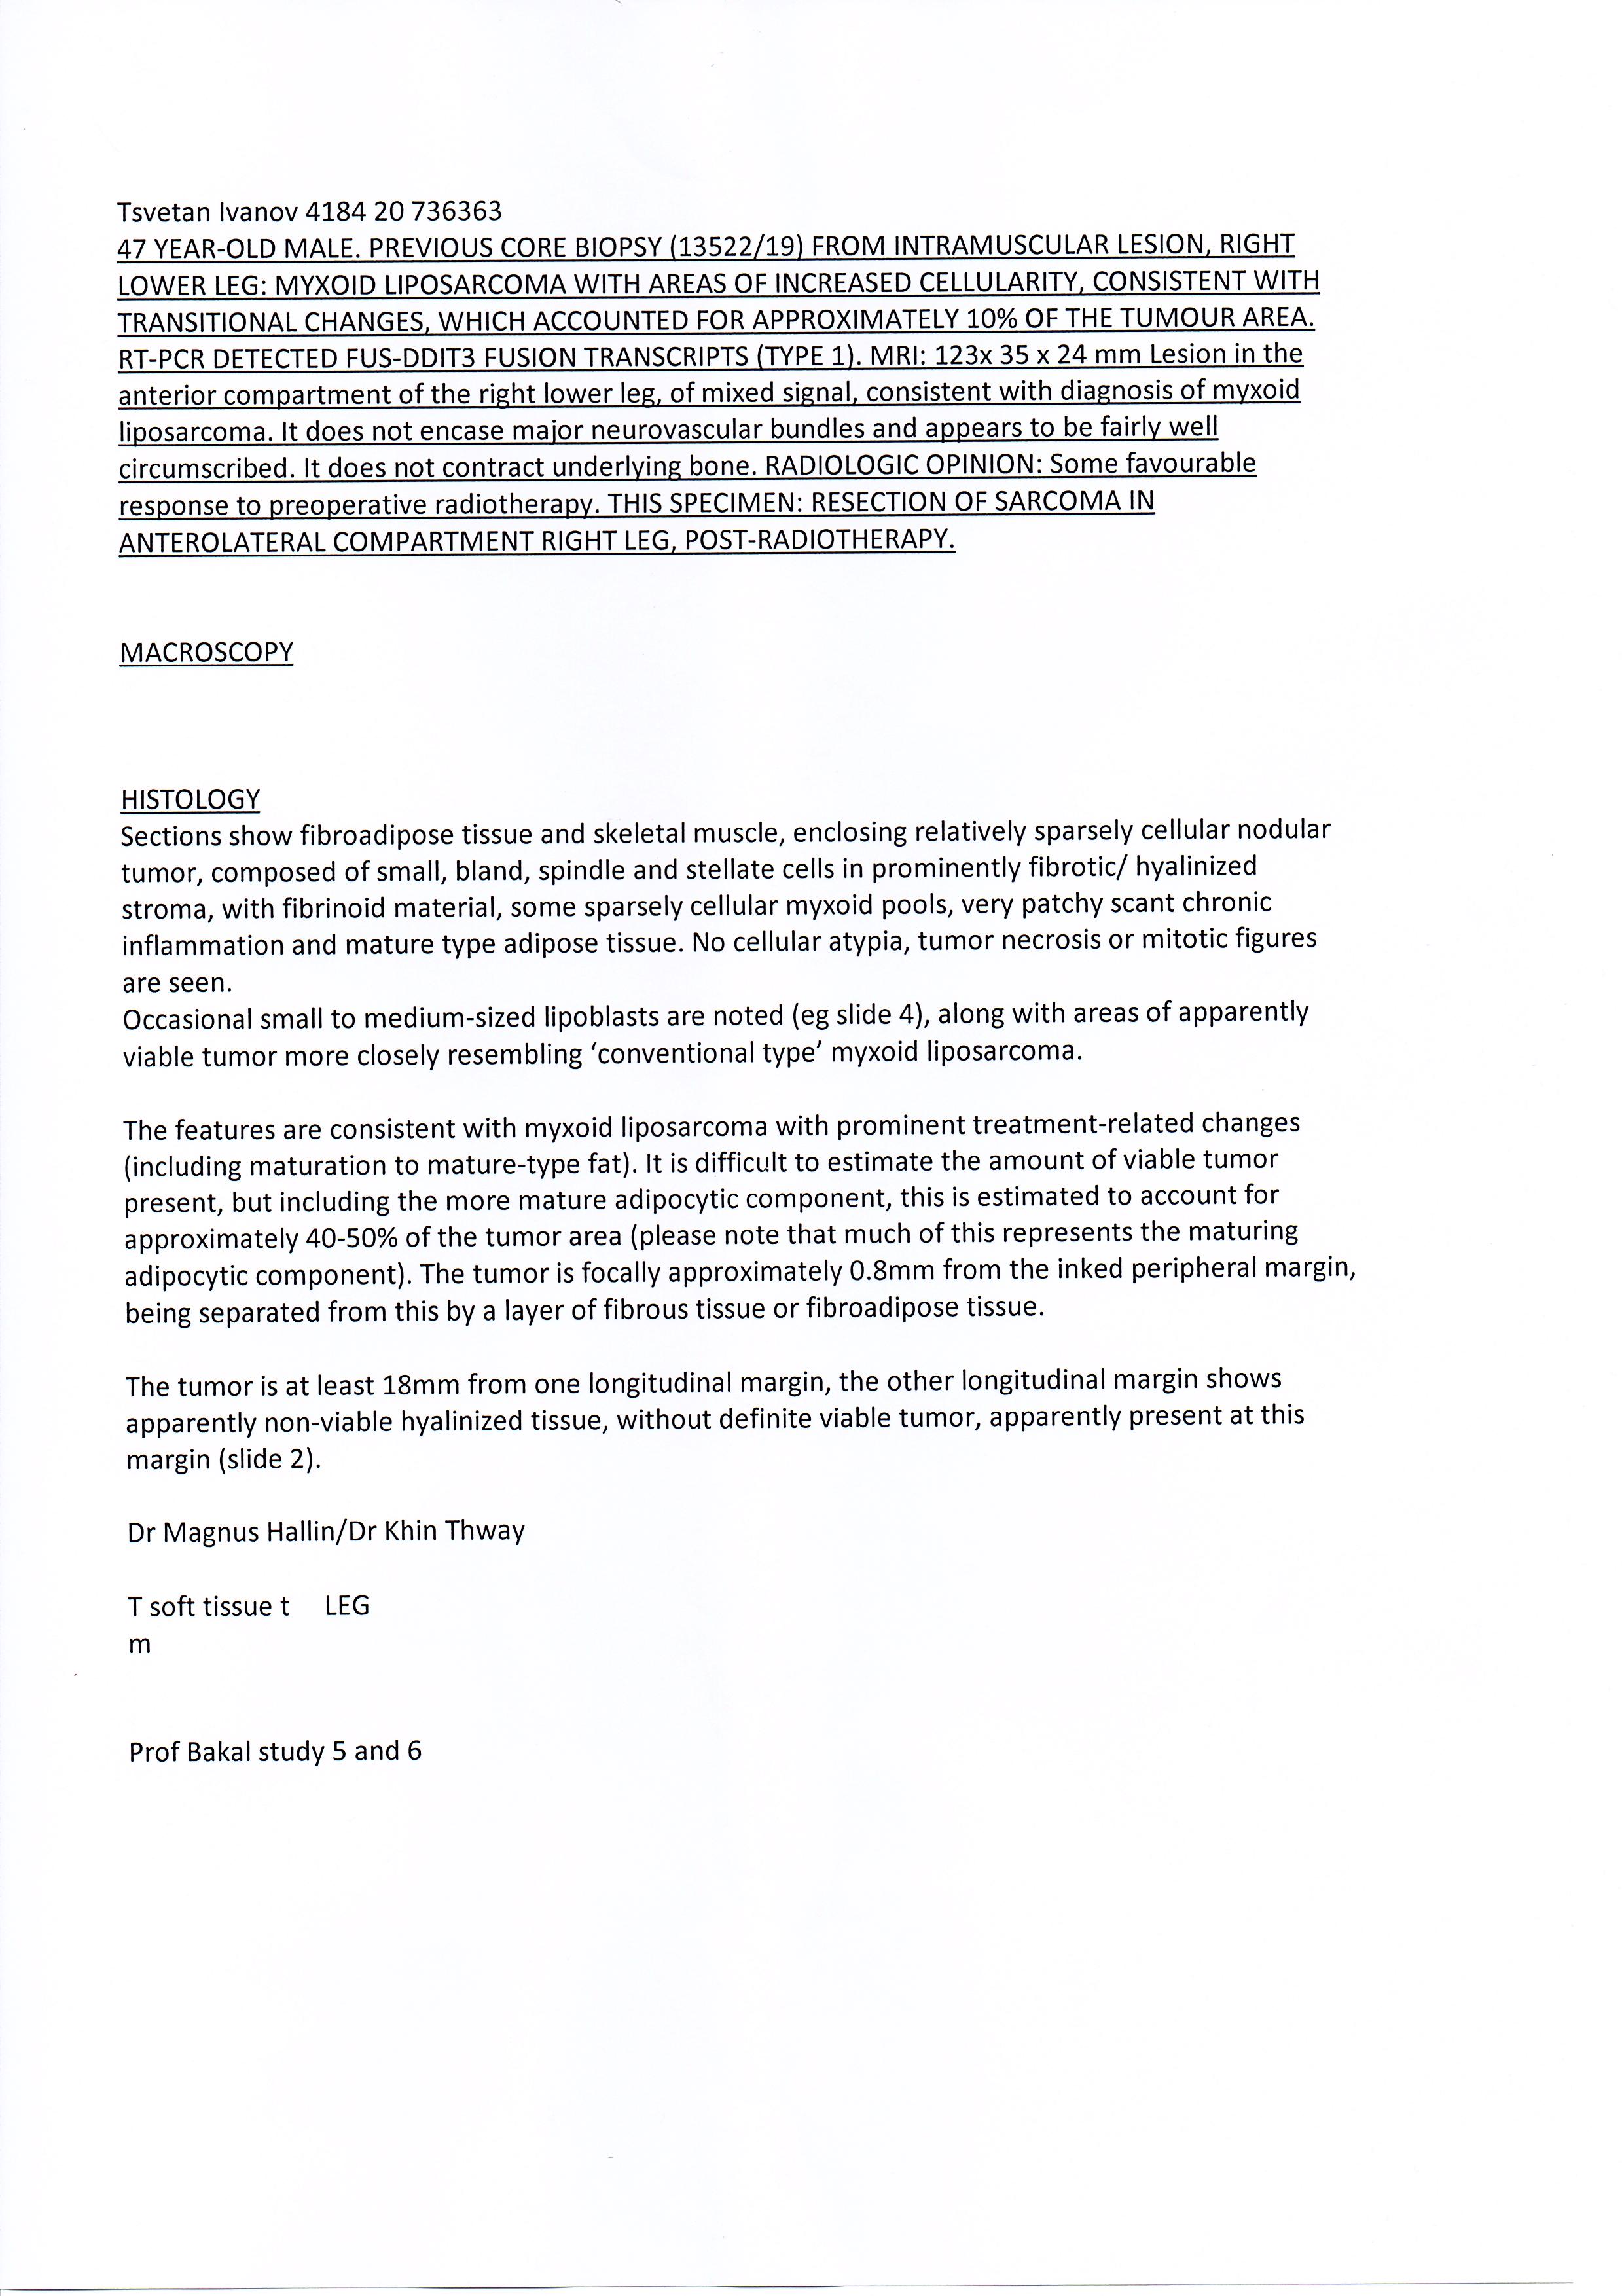 Tsvetan Ivanov 4184 20 736363
47 YEAR-OLD MALE. PREVIOUS CORE BIOPSY (13522/19) FROM INTRAMUSCULAR LESION, RIGHT
LOWER LEG: MYXOID LIPOSARCOMA WITH AREAS OF INCREASED CELLULARITY, CONSISTENT WITH
TRANSITIONAL CHANGES, WHICH ACCOUNTED FOR APPROXIMATELY 10% OF THE TUMOUR AREA.
RT-PCR DETECTED FUS-DDIT3 FUSION TRANSCRIPTS (TYPE 1). MRI: 123x 35 x 24 mm Lesion in the
anterior compartment of the right lower leg, of mixed signal, consistent with diagnosis of myxoid
liposarcoma. It does not encase major neurovascular bundles and appears to be fairly well
circumscribed. It does not contract underlying bone. RADIOLOGIC OPINION: Some favourable
response to preoperative radiotherapy. THIS SPECIMEN: RESECTION OF SARCOMA IN
ANTEROLATERAL COMPARTMENT RIGHT LEG, POST-RADIOTHERAPY.
MACROSCOPY
HISTOLOGY
Sections show fibroadipose tissue and skeletal muscle, enclosing relatively sparsely cellular nodular
tumor, composed of small, bland, spindle and stellate cells in prominently fibrotic/ hyalinized
stroma, with fibrinoid material, some sparsely cellular myxoid pools, very patchy scant chronic
inflammation and mature type adipose tissue. No cellular atypia, tumor necrosis or mitotic figures
are seen.
Occasional small to medium-sized lipoblasts are noted (eg slide 4), along with areas of apparently
viable tumor more closely resembling ‘conventional type’ myxoid liposarcoma.
The features are consistent with myxoid liposarcoma with prominent treatment-related changes
(including maturation to mature-type fat). It is difficult to estimate the amount of viable tumor
present, but including the more mature adipocytic component, this is estimated to account for
approximately 40-50% of the tumor area (please note that much of this represents the maturing
adipocytic component). The tumor is focally approximately 0.8mm from the inked peripheral margin,
being separated from this by a layer of fibrous tissue or fibroadipose tissue.
The tumor is at least 18mm from one longitudinal margin, the other longitudinal margin shows
apparently non-viable hyalinized tissue, without definite viable tumor, apparently present at this
margin (slide 2).
Dr Magnus Hallin/Dr Khin Thway
T soft tissue t LEG
m
Prof Bakal study 5 and 6